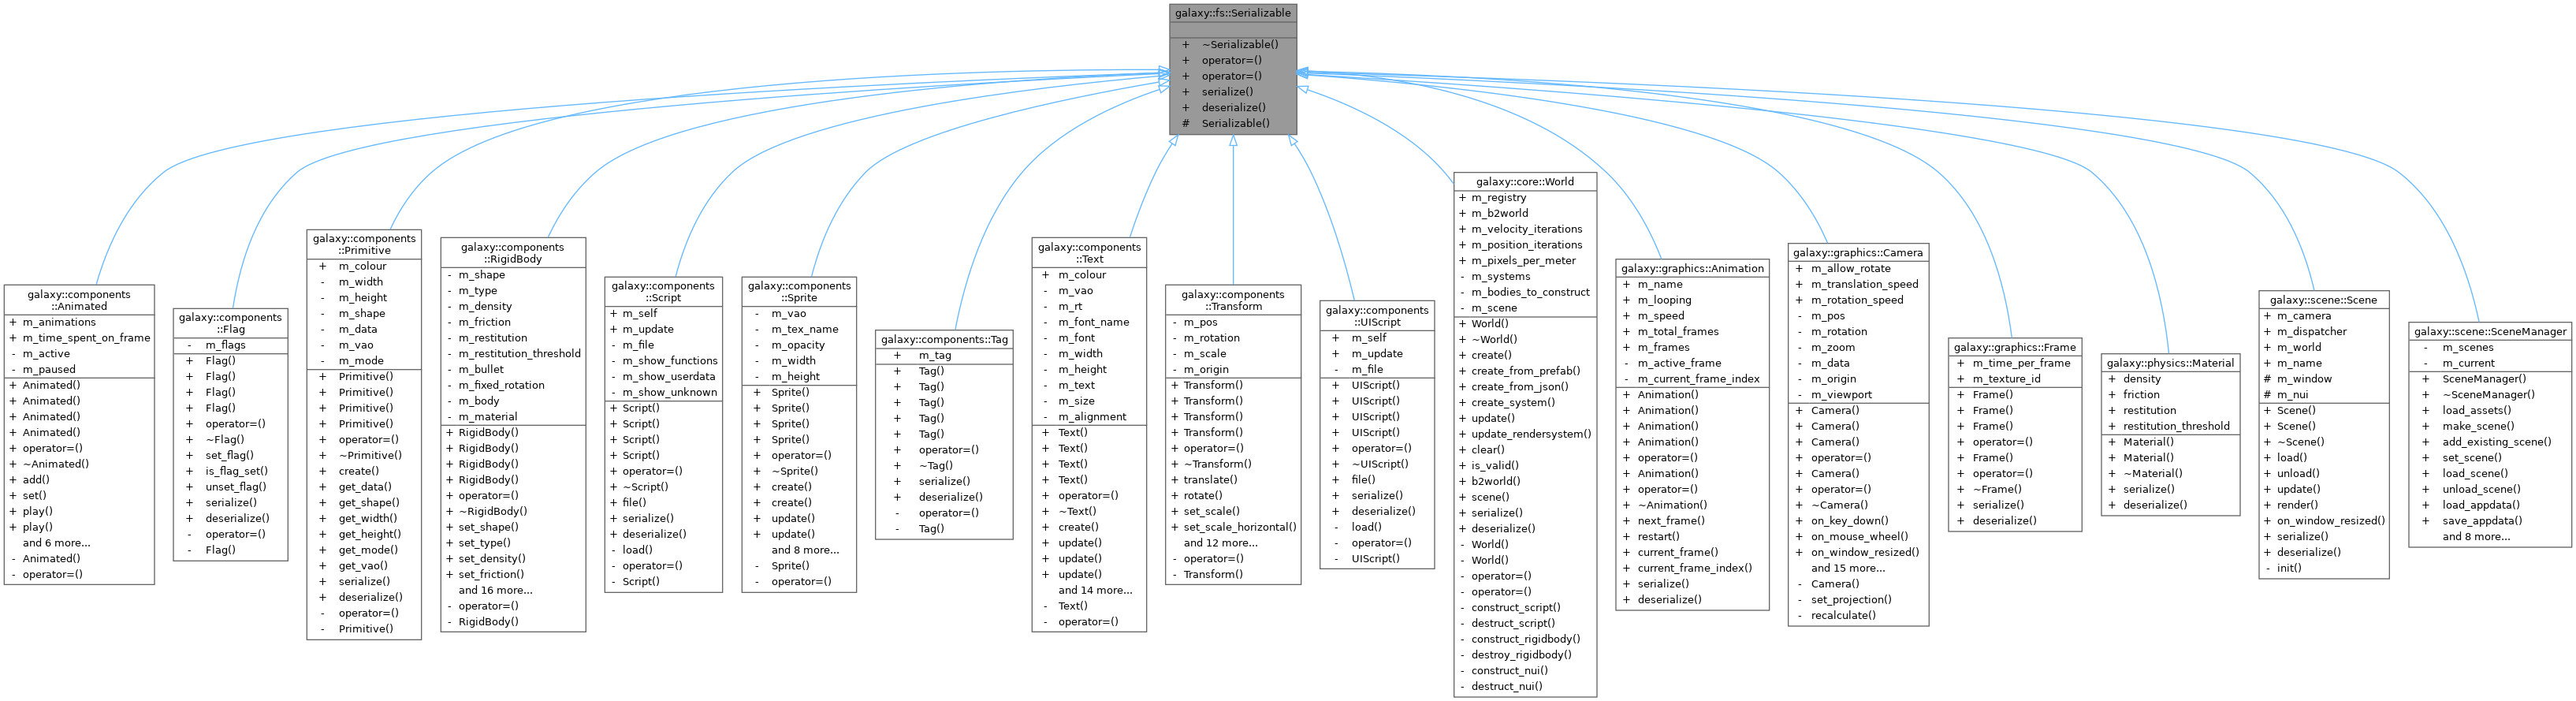 galaxy::fs::Serializable
+ ~Serializable()
+ operator=()
+ operator=()
+ serialize()
+ deserialize()
# Serializable()
galaxy::components
::Animated
+ m_animations
+ m_time_spent_on_frame
- m_active
- m_paused
+ Animated()
+ Animated()
+ Animated()
+ Animated()
+ operator=()
+ ~Animated()
+ add()
+ set()
+ play()
+ play()
and 6 more...
- Animated()
- operator=()
galaxy::components
::Flag
- m_flags
+ Flag()
+ Flag()
+ Flag()
+ Flag()
+ operator=()
+ ~Flag()
+ set_flag()
+ is_flag_set()
+ unset_flag()
+ serialize()
+ deserialize()
- operator=()
- Flag()
galaxy::components
::Primitive
+ m_colour
- m_width
- m_height
- m_shape
- m_data
- m_vao
- m_mode
+ Primitive()
+ Primitive()
+ Primitive()
+ Primitive()
+ operator=()
+ ~Primitive()
+ create()
+ get_data()
+ get_shape()
+ get_width()
+ get_height()
+ get_mode()
+ get_vao()
+ serialize()
+ deserialize()
- operator=()
- Primitive()
galaxy::components
::RigidBody
- m_shape
- m_type
- m_density
- m_friction
- m_restitution
- m_restitution_threshold
- m_bullet
- m_fixed_rotation
- m_body
- m_material
+ RigidBody()
+ RigidBody()
+ RigidBody()
+ RigidBody()
+ operator=()
+ ~RigidBody()
+ set_shape()
+ set_type()
+ set_density()
+ set_friction()
and 16 more...
- operator=()
- RigidBody()
galaxy::components
::Script
+ m_self
+ m_update
- m_file
- m_show_functions
- m_show_userdata
- m_show_unknown
+ Script()
+ Script()
+ Script()
+ Script()
+ operator=()
+ ~Script()
+ file()
+ serialize()
+ deserialize()
- load()
- operator=()
- Script()
galaxy::components
::Sprite
- m_vao
- m_tex_name
- m_opacity
- m_width
- m_height
+ Sprite()
+ Sprite()
+ Sprite()
+ Sprite()
+ operator=()
+ ~Sprite()
+ create()
+ create()
+ update()
+ update()
and 8 more...
- Sprite()
- operator=()
galaxy::components::Tag
+ m_tag
+ Tag()
+ Tag()
+ Tag()
+ Tag()
+ Tag()
+ operator=()
+ ~Tag()
+ serialize()
+ deserialize()
- operator=()
- Tag()
galaxy::components
::Text
+ m_colour
- m_vao
- m_rt
- m_font_name
- m_font
- m_width
- m_height
- m_text
- m_size
- m_alignment
+ Text()
+ Text()
+ Text()
+ Text()
+ operator=()
+ ~Text()
+ create()
+ update()
+ update()
+ update()
and 14 more...
- Text()
- operator=()
galaxy::components
::Transform
- m_pos
- m_rotation
- m_scale
- m_origin
+ Transform()
+ Transform()
+ Transform()
+ Transform()
+ operator=()
+ ~Transform()
+ translate()
+ rotate()
+ set_scale()
+ set_scale_horizontal()
and 12 more...
- operator=()
- Transform()
galaxy::components
::UIScript
+ m_self
+ m_update
- m_file
+ UIScript()
+ UIScript()
+ UIScript()
+ UIScript()
+ operator=()
+ ~UIScript()
+ file()
+ serialize()
+ deserialize()
- load()
- operator=()
- UIScript()
galaxy::core::World
+ m_registry
+ m_b2world
+ m_velocity_iterations
+ m_position_iterations
+ m_pixels_per_meter
- m_systems
- m_bodies_to_construct
- m_scene
+ World()
+ ~World()
+ create()
+ create_from_prefab()
+ create_from_json()
+ create_system()
+ update()
+ update_rendersystem()
+ clear()
+ is_valid()
+ b2world()
+ scene()
+ serialize()
+ deserialize()
- World()
- World()
- operator=()
- operator=()
- construct_script()
- destruct_script()
- construct_rigidbody()
- destroy_rigidbody()
- construct_nui()
- destruct_nui()
galaxy::graphics::Animation
+ m_name
+ m_looping
+ m_speed
+ m_total_frames
+ m_frames
- m_active_frame
- m_current_frame_index
+ Animation()
+ Animation()
+ Animation()
+ Animation()
+ operator=()
+ Animation()
+ operator=()
+ ~Animation()
+ next_frame()
+ restart()
+ current_frame()
+ current_frame_index()
+ serialize()
+ deserialize()
galaxy::graphics::Camera
+ m_allow_rotate
+ m_translation_speed
+ m_rotation_speed
- m_pos
- m_rotation
- m_zoom
- m_data
- m_origin
- m_viewport
+ Camera()
+ Camera()
+ Camera()
+ operator=()
+ Camera()
+ operator=()
+ ~Camera()
+ on_key_down()
+ on_mouse_wheel()
+ on_window_resized()
and 15 more...
- Camera()
- set_projection()
- recalculate()
galaxy::graphics::Frame
+ m_time_per_frame
+ m_texture_id
+ Frame()
+ Frame()
+ Frame()
+ operator=()
+ Frame()
+ operator=()
+ ~Frame()
+ serialize()
+ deserialize()
galaxy::physics::Material
+ density
+ friction
+ restitution
+ restitution_threshold
+ Material()
+ Material()
+ ~Material()
+ serialize()
+ deserialize()
galaxy::scene::Scene
+ m_camera
+ m_dispatcher
+ m_world
+ m_name
# m_window
# m_nui
+ Scene()
+ Scene()
+ ~Scene()
+ load()
+ unload()
+ update()
+ render()
+ on_window_resized()
+ serialize()
+ deserialize()
- init()
galaxy::scene::SceneManager
- m_scenes
- m_current
+ SceneManager()
+ ~SceneManager()
+ load_assets()
+ make_scene()
+ add_existing_scene()
+ set_scene()
+ load_scene()
+ unload_scene()
+ load_appdata()
+ save_appdata()
and 8 more...